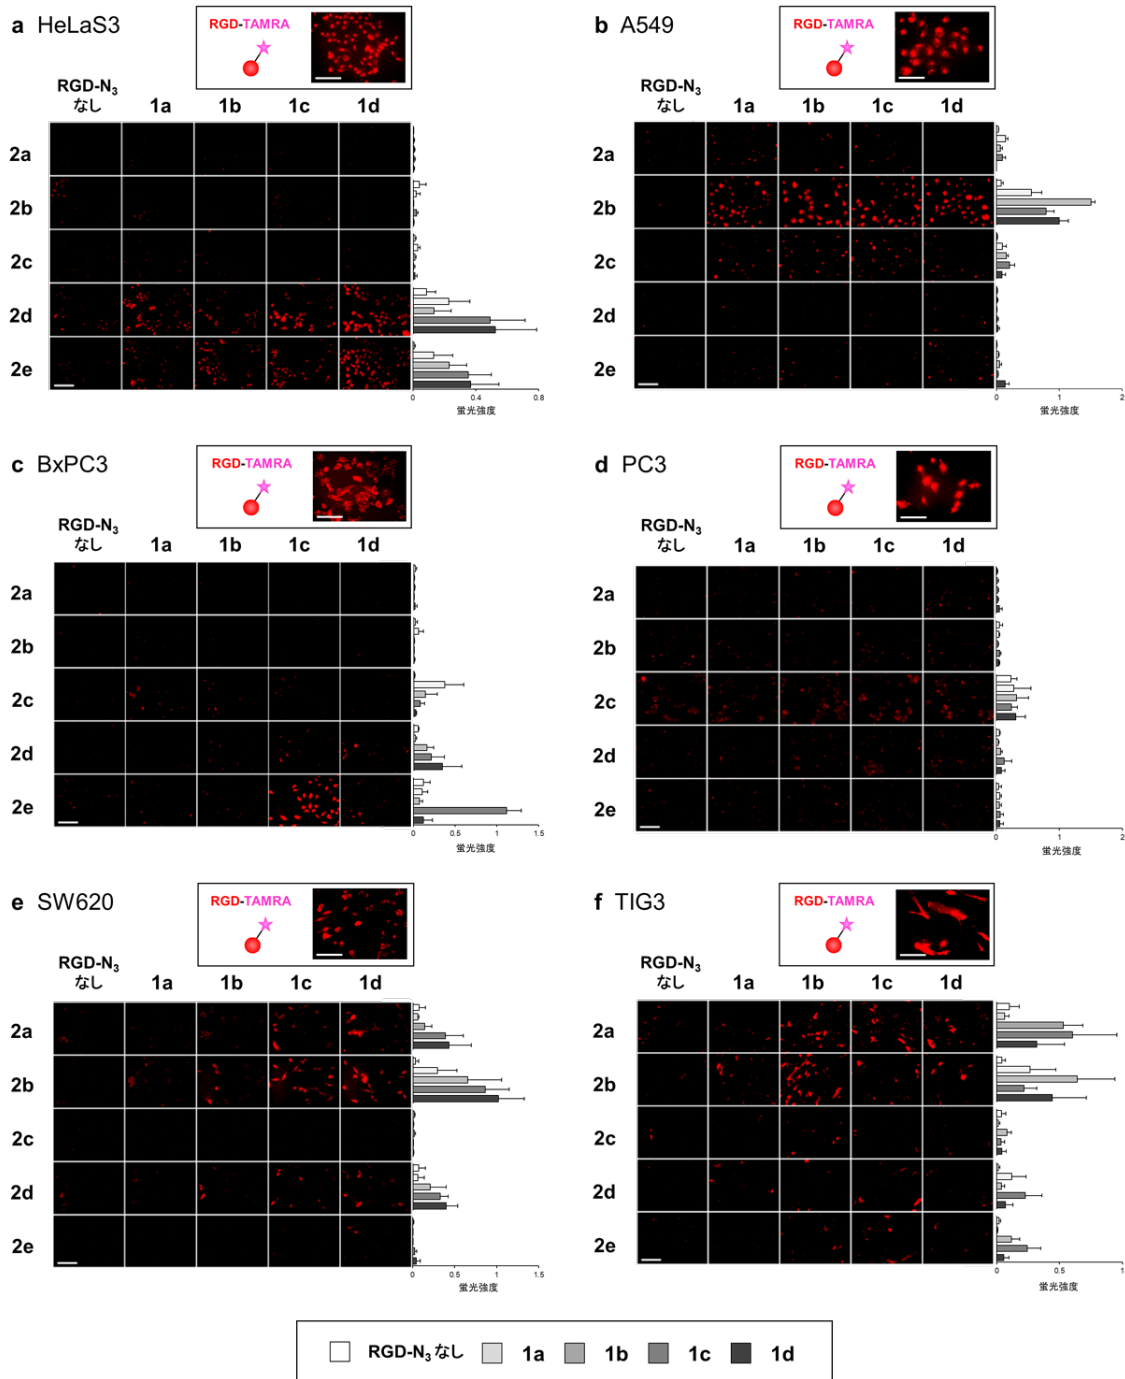 a HeLaS3
RGD-TAMRA
RGD-N₃
なし 1a 1b 1c 1d
2a
2b
2c
2d
2e
0 0.4 0.8
蛍光強度
b A549
RGD-TAMRA
RGD-N₃
なし 1a 1b 1c 1d
2a
2b
2c
2d
2e
0 1 2
蛍光強度
c BxPC3
RGD-TAMRA
RGD-N₃
なし 1a 1b 1c 1d
2a
2b
2c
2d
2e
0 0.5 1 1.5
蛍光強度
d PC3
RGD-TAMRA
RGD-N₃
なし 1a 1b 1c 1d
2a
2b
2c
2d
2e
0 1 2
蛍光強度
e SW620
RGD-TAMRA
RGD-N₃
なし 1a 1b 1c 1d
2a
2b
2c
2d
2e
0 0.5 1 1.5
蛍光強度
f TIG3
RGD-TAMRA
RGD-N₃
なし 1a 1b 1c 1d
2a
2b
2c
2d
2e
0 0.5 1
蛍光強度
RGD-N₃なし 1a 1b 1c 1d